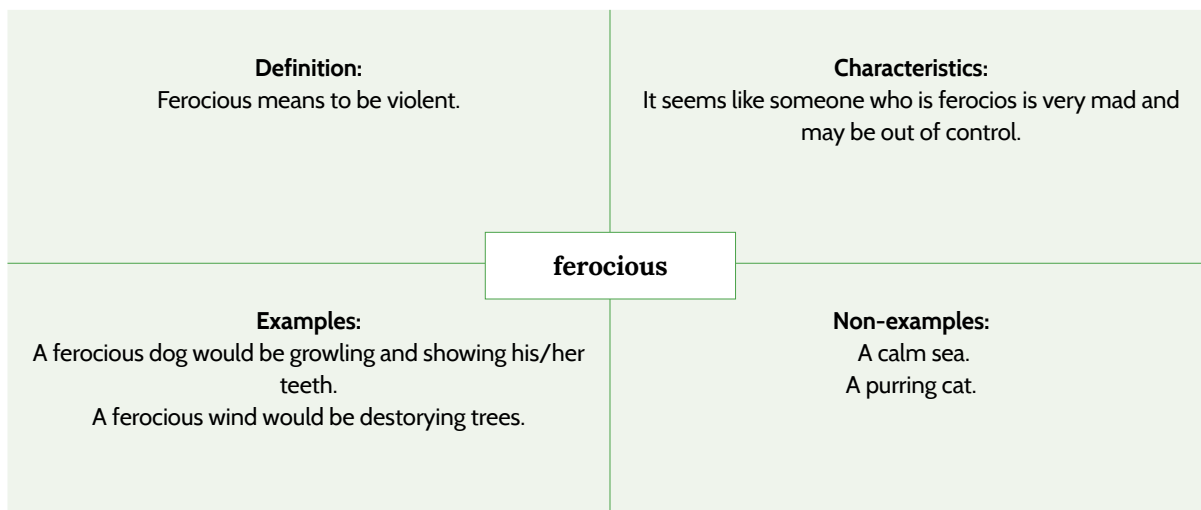 Definition:
Ferocious means to be violent.
Characteristics:
It seems like someone who is ferocios is very mad and
may be out of control.
ferocious
Examples:
A ferocious dog would be growling and showing his/her
teeth.
A ferocious wind would be destorying trees.
Non-examples:
A calm sea.
A purring cat.